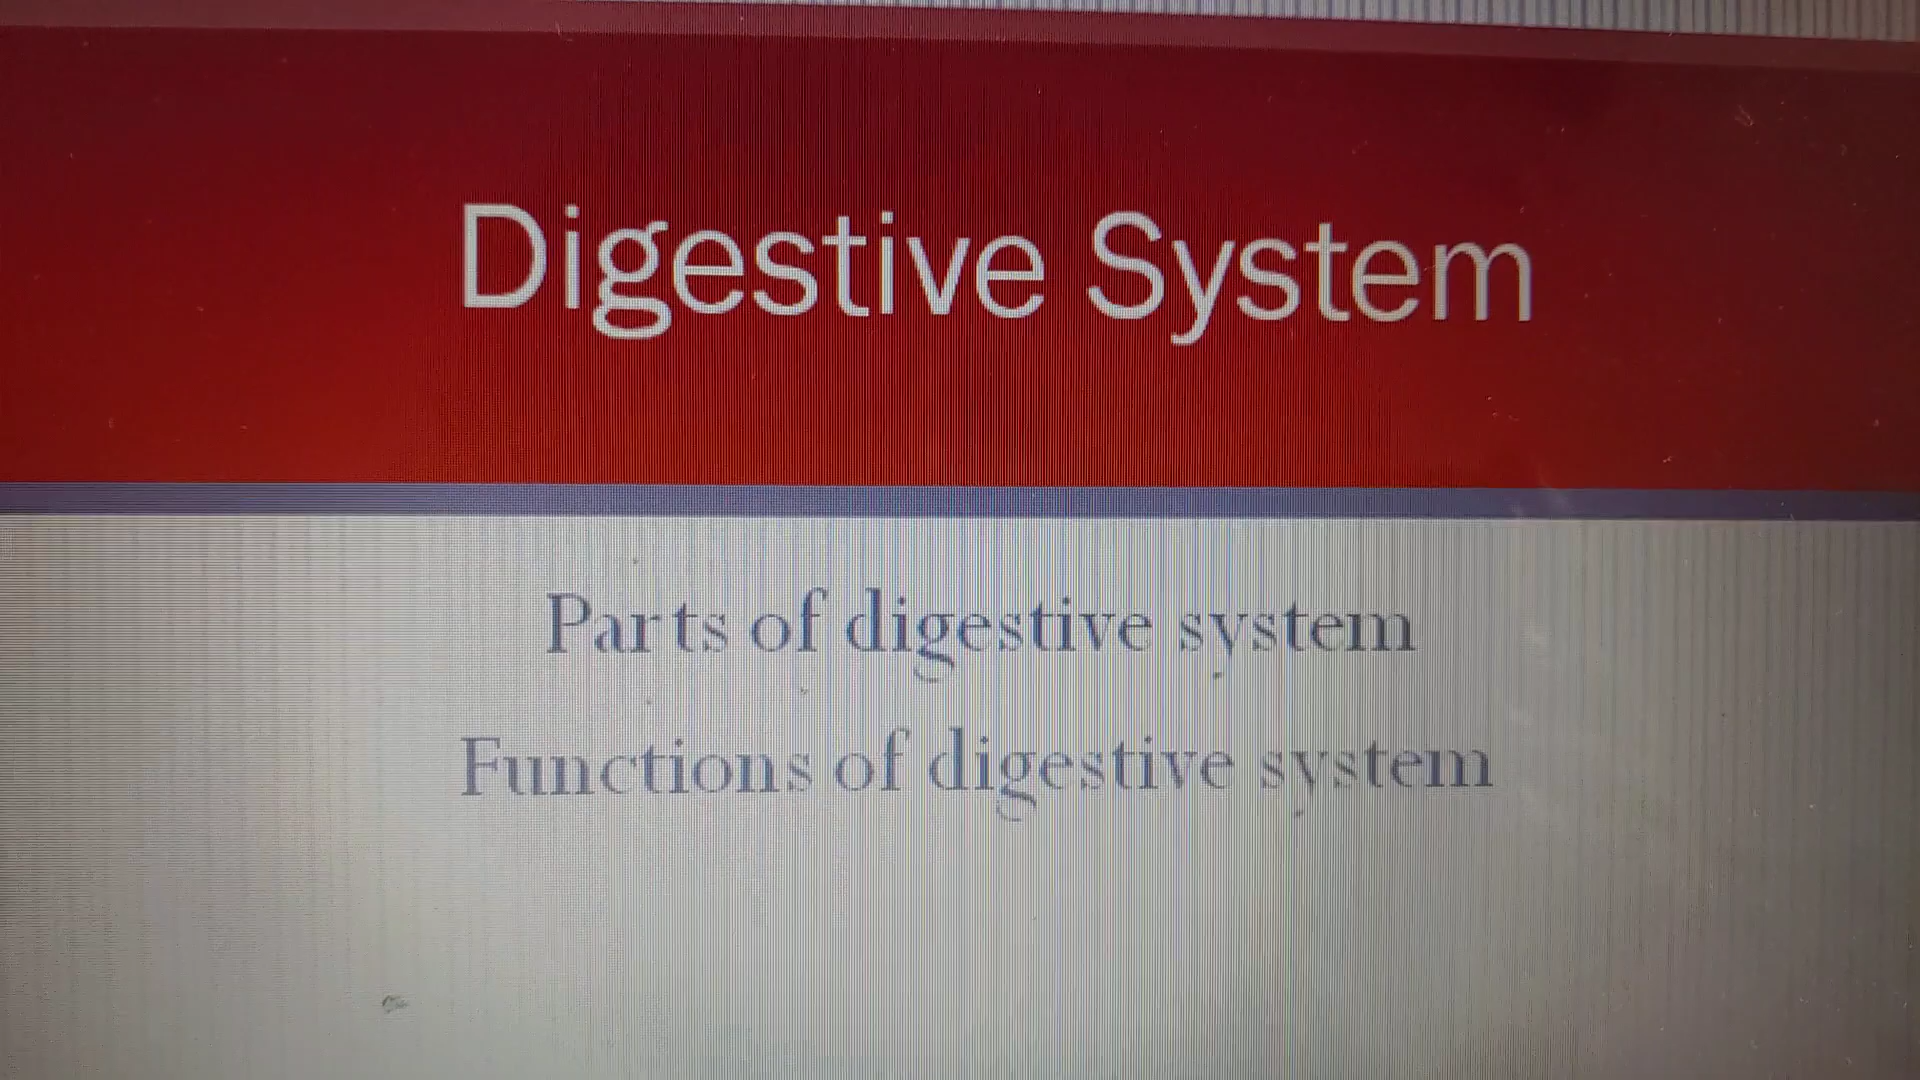 Digestive System
Parts of digestive system
Functions of digestive system